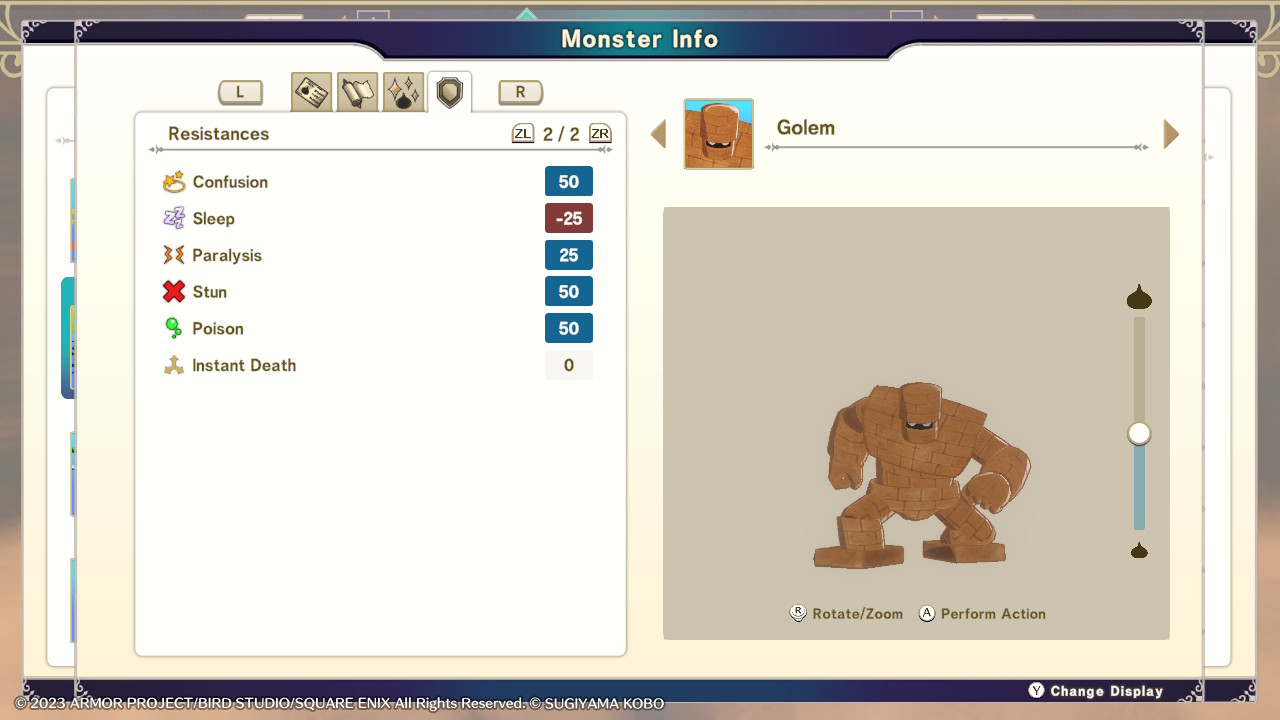 Monster Info
L
R
Resistances
ZL 2 / 2 ZR
Confusion 50
Sleep -25
Paralysis 25
Stun 50
Poison 50
Instant Death 0
Golem
R Rotate/Zoom A Perform Action
Y Change Display
© 2023 ARMOR PROJECT/BIRD STUDIO/SQUARE ENIX All Rights Reserved. © SUGIYAMA KOBO